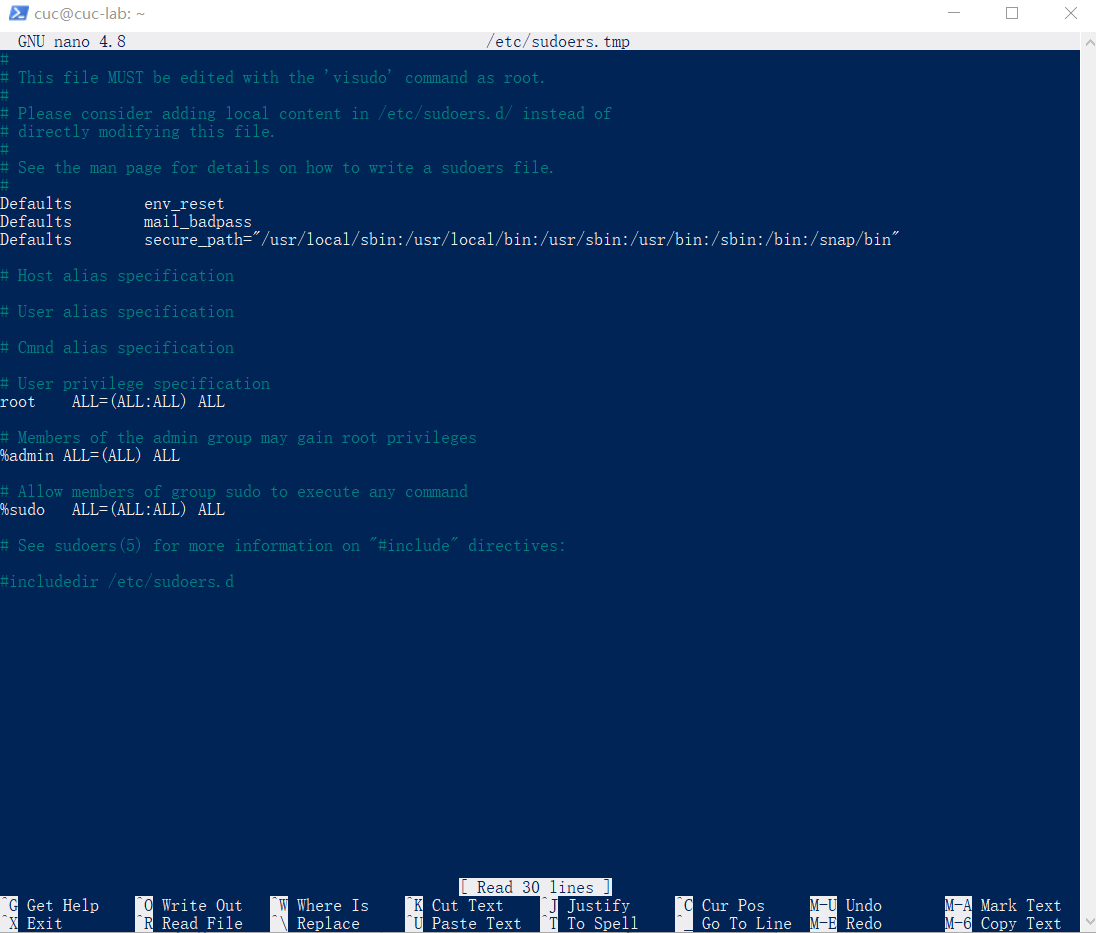 cuc@cuc-lab: ~
GNU nano 4.8 /etc/sudoers.tmp
#
# This file MUST be edited with the 'visudo' command as root.
#
# Please consider adding local content in /etc/sudoers.d/ instead of
# directly modifying this file.
#
# See the man page for details on how to write a sudoers file.
#
Defaults        env_reset
Defaults        mail_badpass
Defaults        secure_path="/usr/local/sbin:/usr/local/bin:/usr/sbin:/usr/bin:/sbin:/bin:/snap/bin"
# Host alias specification
# User alias specification
# Cmnd alias specification
# User privilege specification
root    ALL=(ALL:ALL) ALL
# Members of the admin group may gain root privileges
%admin ALL=(ALL) ALL
# Allow members of group sudo to execute any command
%sudo   ALL=(ALL:ALL) ALL
# See sudoers(5) for more information on "#include" directives:
#includedir /etc/sudoers.d
[ Read 30 lines ]
^G Get Help ^O Write Out ^W Where Is ^K Cut Text ^J Justify ^C Cur Pos M-U Undo M-A Mark Text
^X Exit ^R Read File ^\ Replace ^U Paste Text ^T To Spell ^_ Go To Line M-E Redo M-6 Copy Text